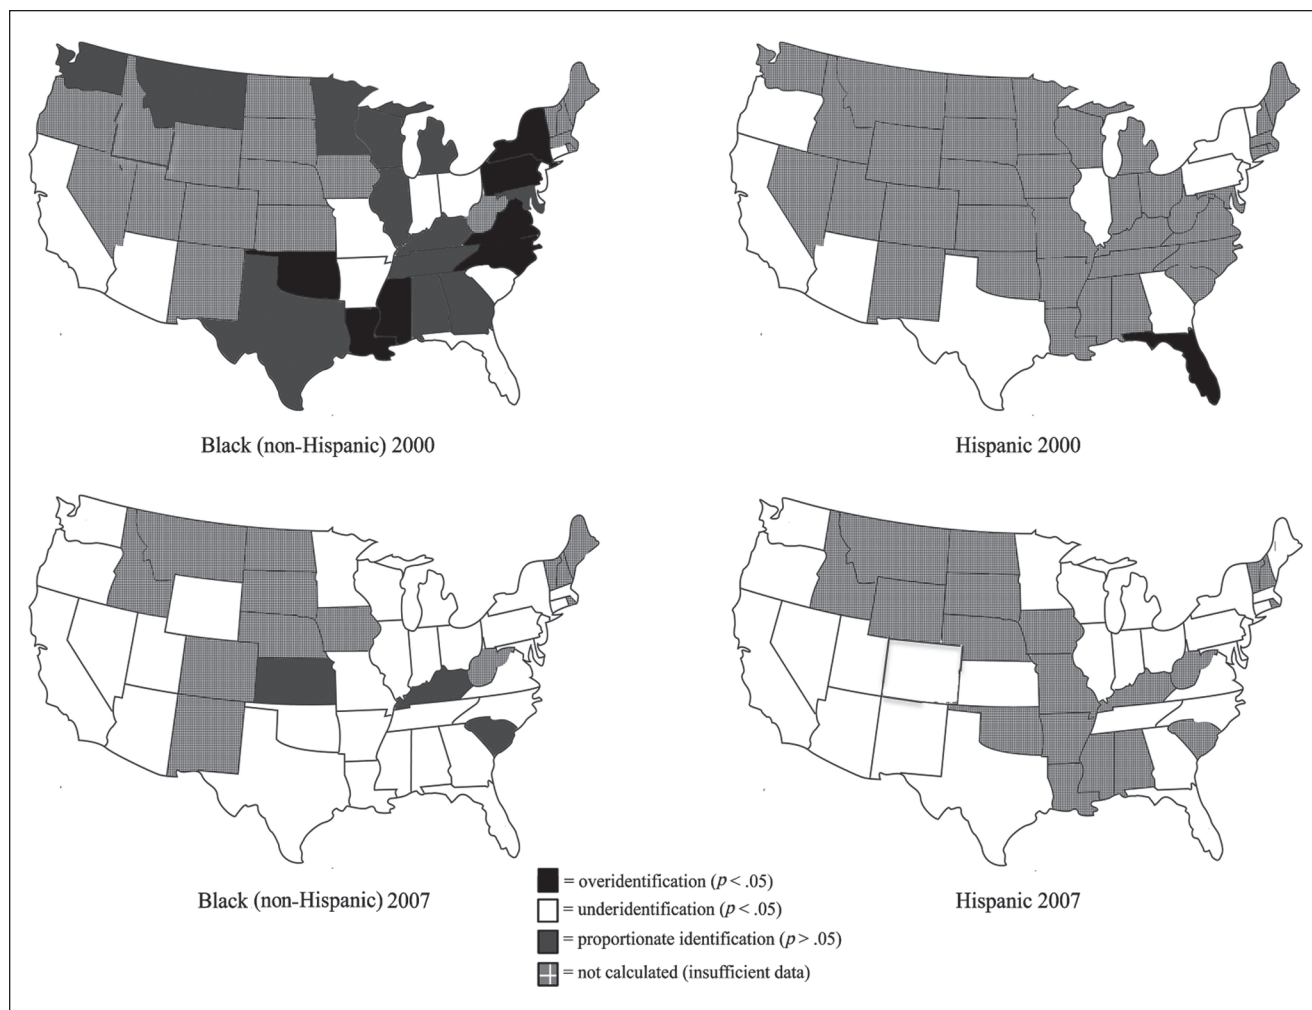 Black (non-Hispanic) 2000
Hispanic 2000
Black (non-Hispanic) 2007
Hispanic 2007
= overidentification (p < .05)
= underidentification (p < .05)
= proportionate identification (p > .05)
= not calculated (insufficient data)